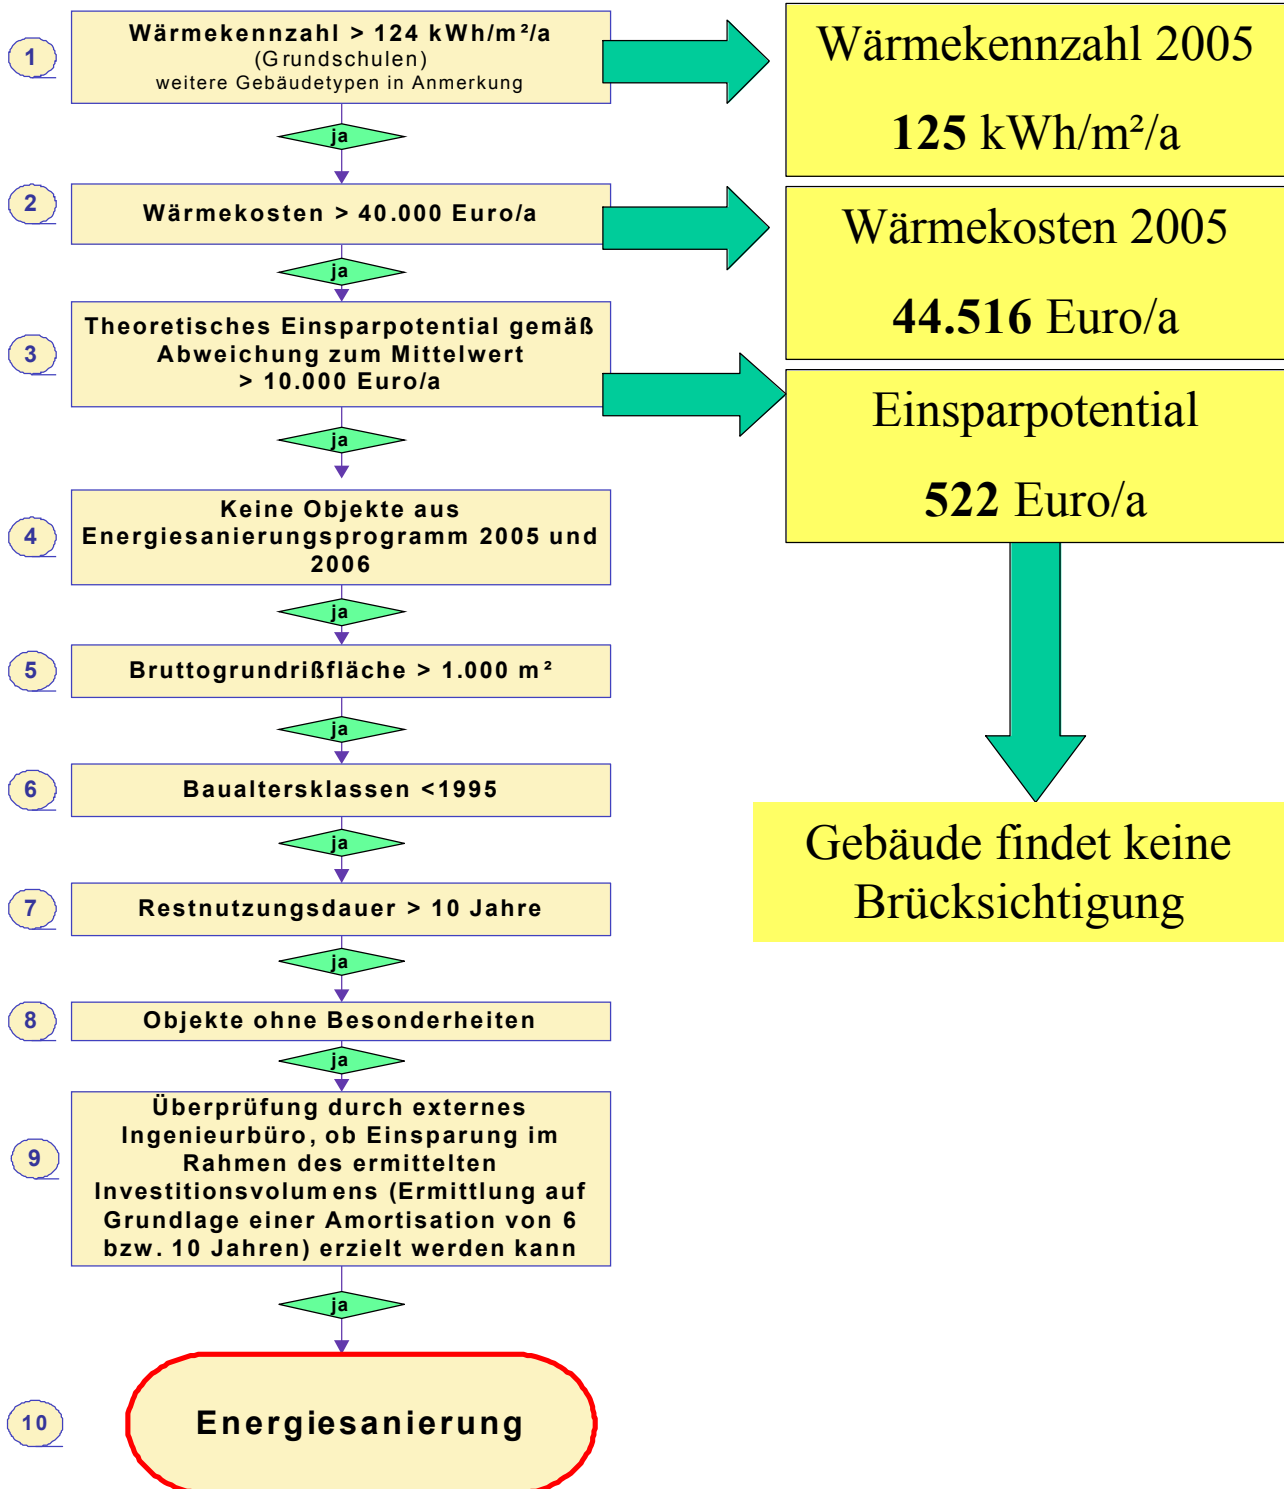 1
Wärmekennzahl > 124 kWh/m²/a
(Grundschulen)
weitere Gebäudetypen in Anmerkung
Wärmekennzahl 2005
125 kWh/m²/a
ja
2
Wärmekosten > 40.000 Euro/a
Wärmekosten 2005
44.516 Euro/a
ja
3
Theoretisches Einsparpotential gemäß
Abweichung zum Mittelwert
> 10.000 Euro/a
Einsparpotential
522 Euro/a
ja
4
Keine Objekte aus
Energiesanierungsprogramm 2005 und
2006
ja
5
Bruttogrundrißfläche > 1.000 m²
ja
6
Baualtersklassen <1995
Gebäude findet keine
Brücksichtigung
ja
7
Restnutzungsdauer > 10 Jahre
ja
8
Objekte ohne Besonderheiten
ja
9
Überprüfung durch externes
Ingenieurbüro, ob Einsparung im
Rahmen des ermittelten
Investitionsvolumens (Ermittlung auf
Grundlage einer Amortisation von 6
bzw. 10 Jahren) erzielt werden kann
ja
10
Energiesanierung